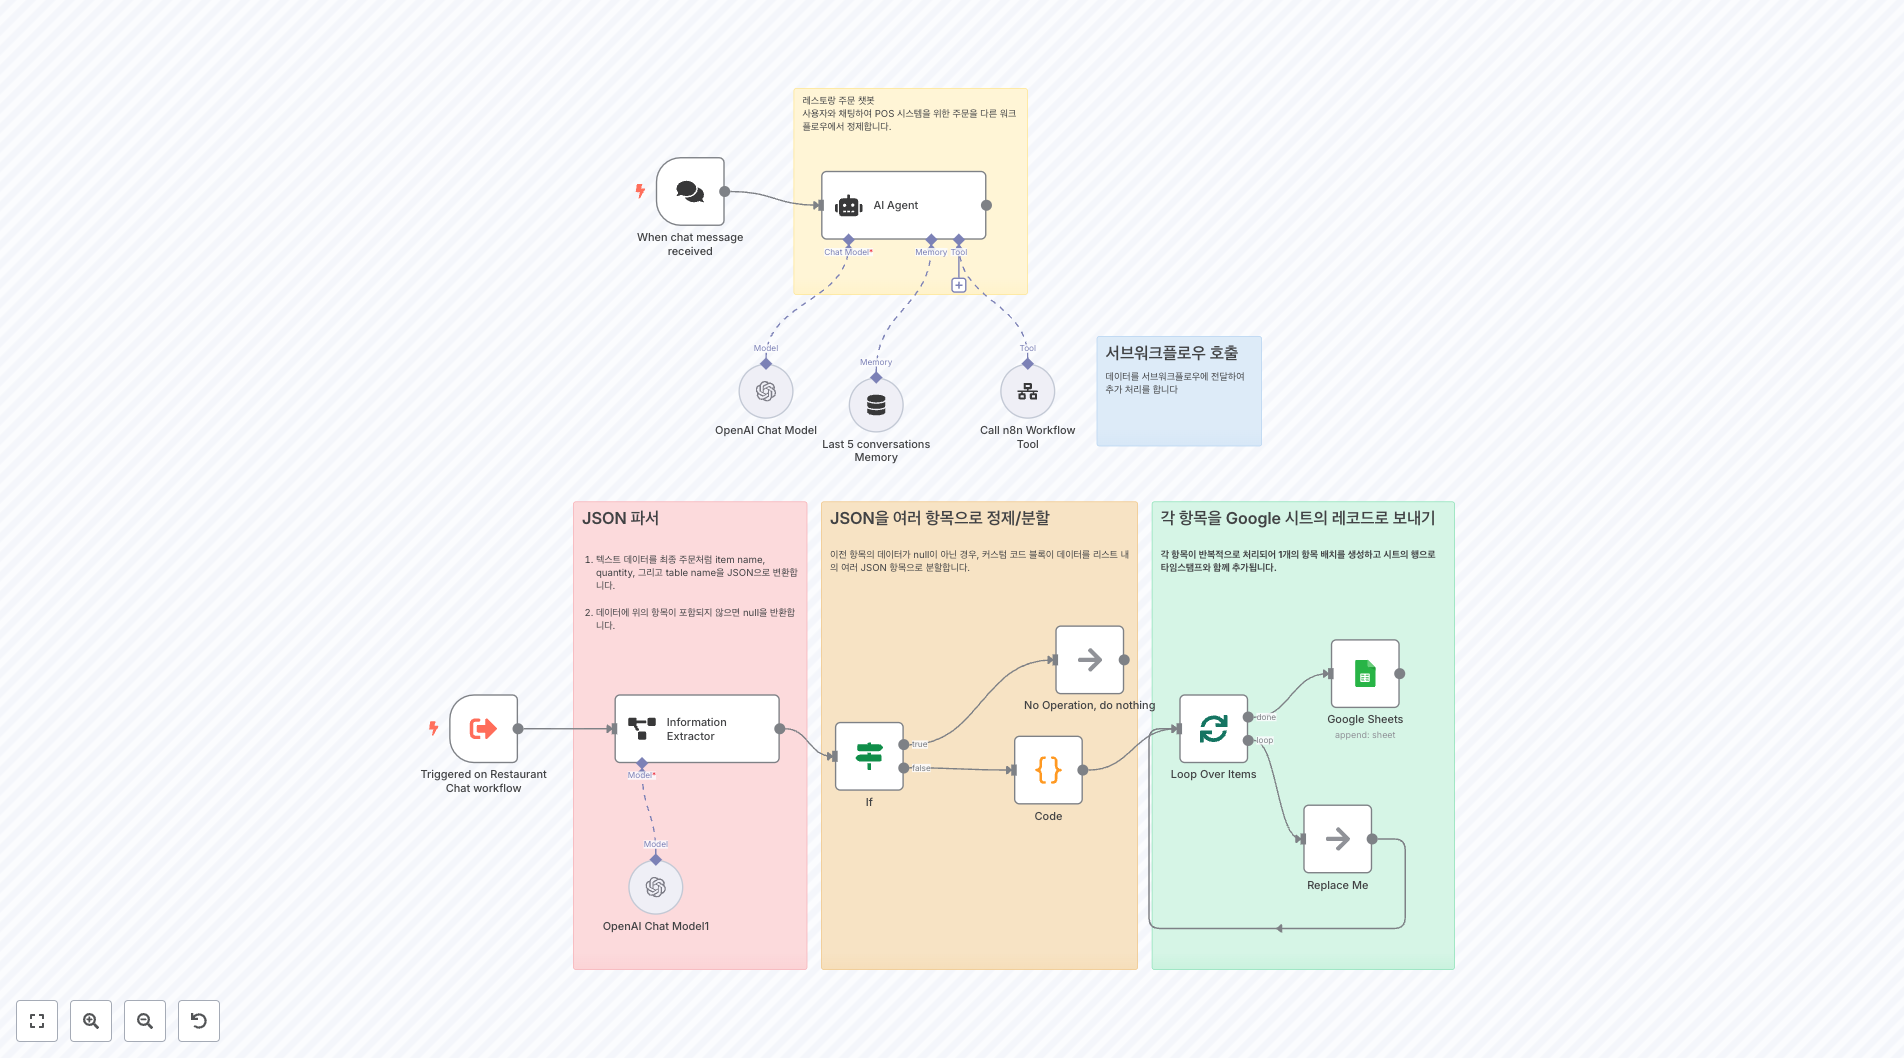 레스토랑 주문 챗봇
사용자와 채팅하여 POS 시스템을 위한 주문을 다른 워크
플로우에서 정제합니다.
When chat message
received
AI Agent
Chat Model*
Memory
Tool
Model
Memory
Tool
OpenAI Chat Model
Last 5 conversations
Memory
Call n8n Workflow
Tool
서브워크플로우 호출
데이터를 서브워크플로우에 전달하여
추가 처리를 합니다
JSON 파서
1. 텍스트 데이터를 최종 주문처럼 item name,
quantity, 그리고 table name을 JSON으로 변환합
니다.
2. 데이터에 위의 항목이 포함되지 않으면 null을 반환합
니다.
Triggered on Restaurant
Chat workflow
Information
Extractor
Model*
Model
OpenAI Chat Model1
JSON을 여러 항목으로 정제/분할
이전 항목의 데이터가 null이 아닌 경우, 커스텀 코드 블록이 데이터를 리스트 내
의 여러 JSON 항목으로 분할합니다.
No Operation, do nothing
true
false
If
Code
각 항목을 Google 시트의 레코드로 보내기
각 항목이 반복적으로 처리되어 1개의 항목 배치를 생성하고 시트의 행으로
타임스탬프와 함께 추가됩니다.
done
loop
Loop Over Items
Google Sheets
append: sheet
Replace Me